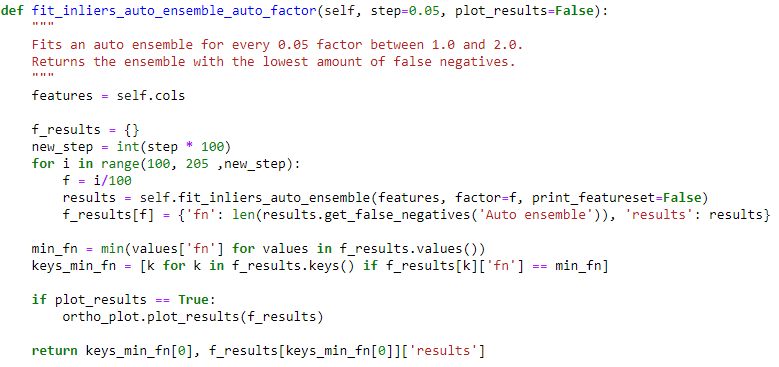 def fit_inliers_auto_ensemble_auto_factor(self, step=0.05, plot_results=False):
    """
    Fits an auto ensemble for every 0.05 factor between 1.0 and 2.0.
    Returns the ensemble with the lowest amount of false negatives.
    """
    features = self.cols
    f_results = {}
    new_step = int(step * 100)
    for i in range(100, 205 ,new_step):
        f = i/100
        results = self.fit_inliers_auto_ensemble(features, factor=f, print_featureset=False)
        f_results[f] = {'fn': len(results.get_false_negatives('Auto ensemble')), 'results': results}
    min_fn = min(values['fn'] for values in f_results.values())
    keys_min_fn = [k for k in f_results.keys() if f_results[k]['fn'] == min_fn]
    if plot_results == True:
        ortho_plot.plot_results(f_results)
    return keys_min_fn[0], f_results[keys_min_fn[0]]['results']